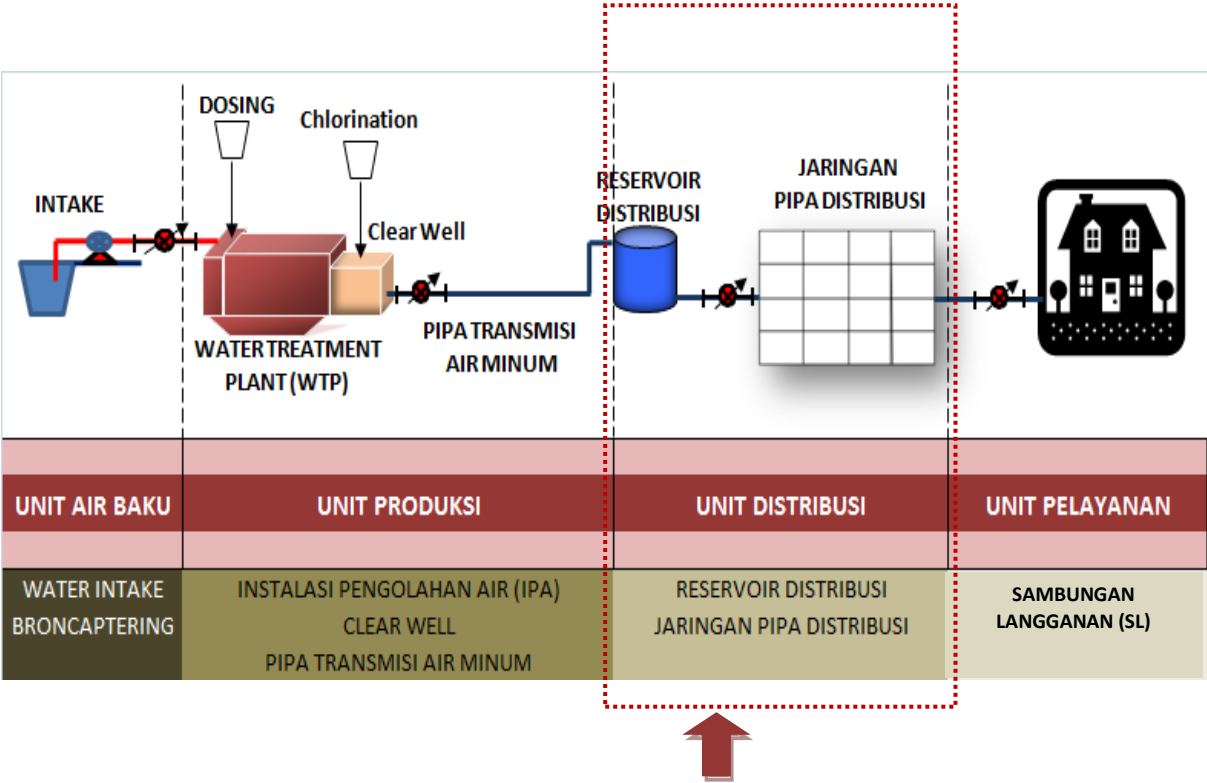 DOSING
Chlorination
INTAKE
Clear Well
WATER TREATMENT
PLANT (WTP)
PIPA TRANSMISI
AIR MINUM
RESERVOIR
DISTRIBUSI
JARINGAN
PIPA DISTRIBUSI
UNIT AIR BAKU
UNIT PRODUKSI
UNIT DISTRIBUSI
UNIT PELAYANAN
WATER INTAKE
BRONCAPTERING
INSTALASI PENGOLAHAN AIR (IPA)
CLEAR WELL
PIPA TRANSMISI AIR MINUM
RESERVOIR DISTRIBUSI
JARINGAN PIPA DISTRIBUSI
SAMBUNGAN
LANGGANAN (SL)